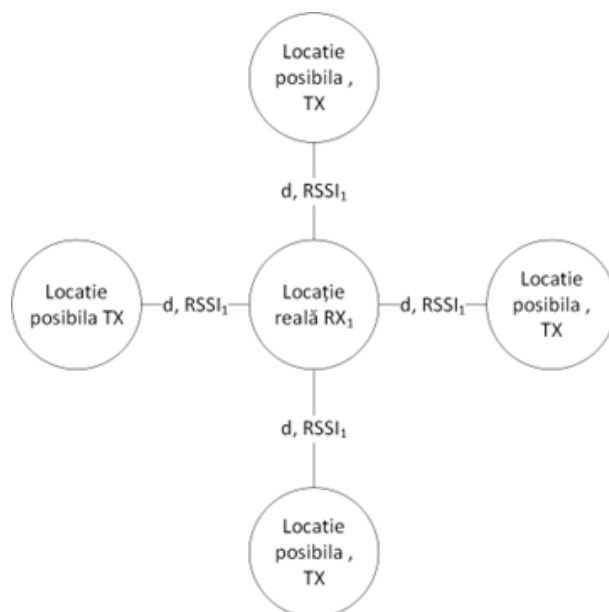 Locatie
posibila ,
TX
d, RSSI₁
Locatie
posibila TX
d, RSSI₁
Locație
reală RX₁
d, RSSI₁
Locatie
posibila ,
TX
d, RSSI₁
Locatie
posibila ,
TX